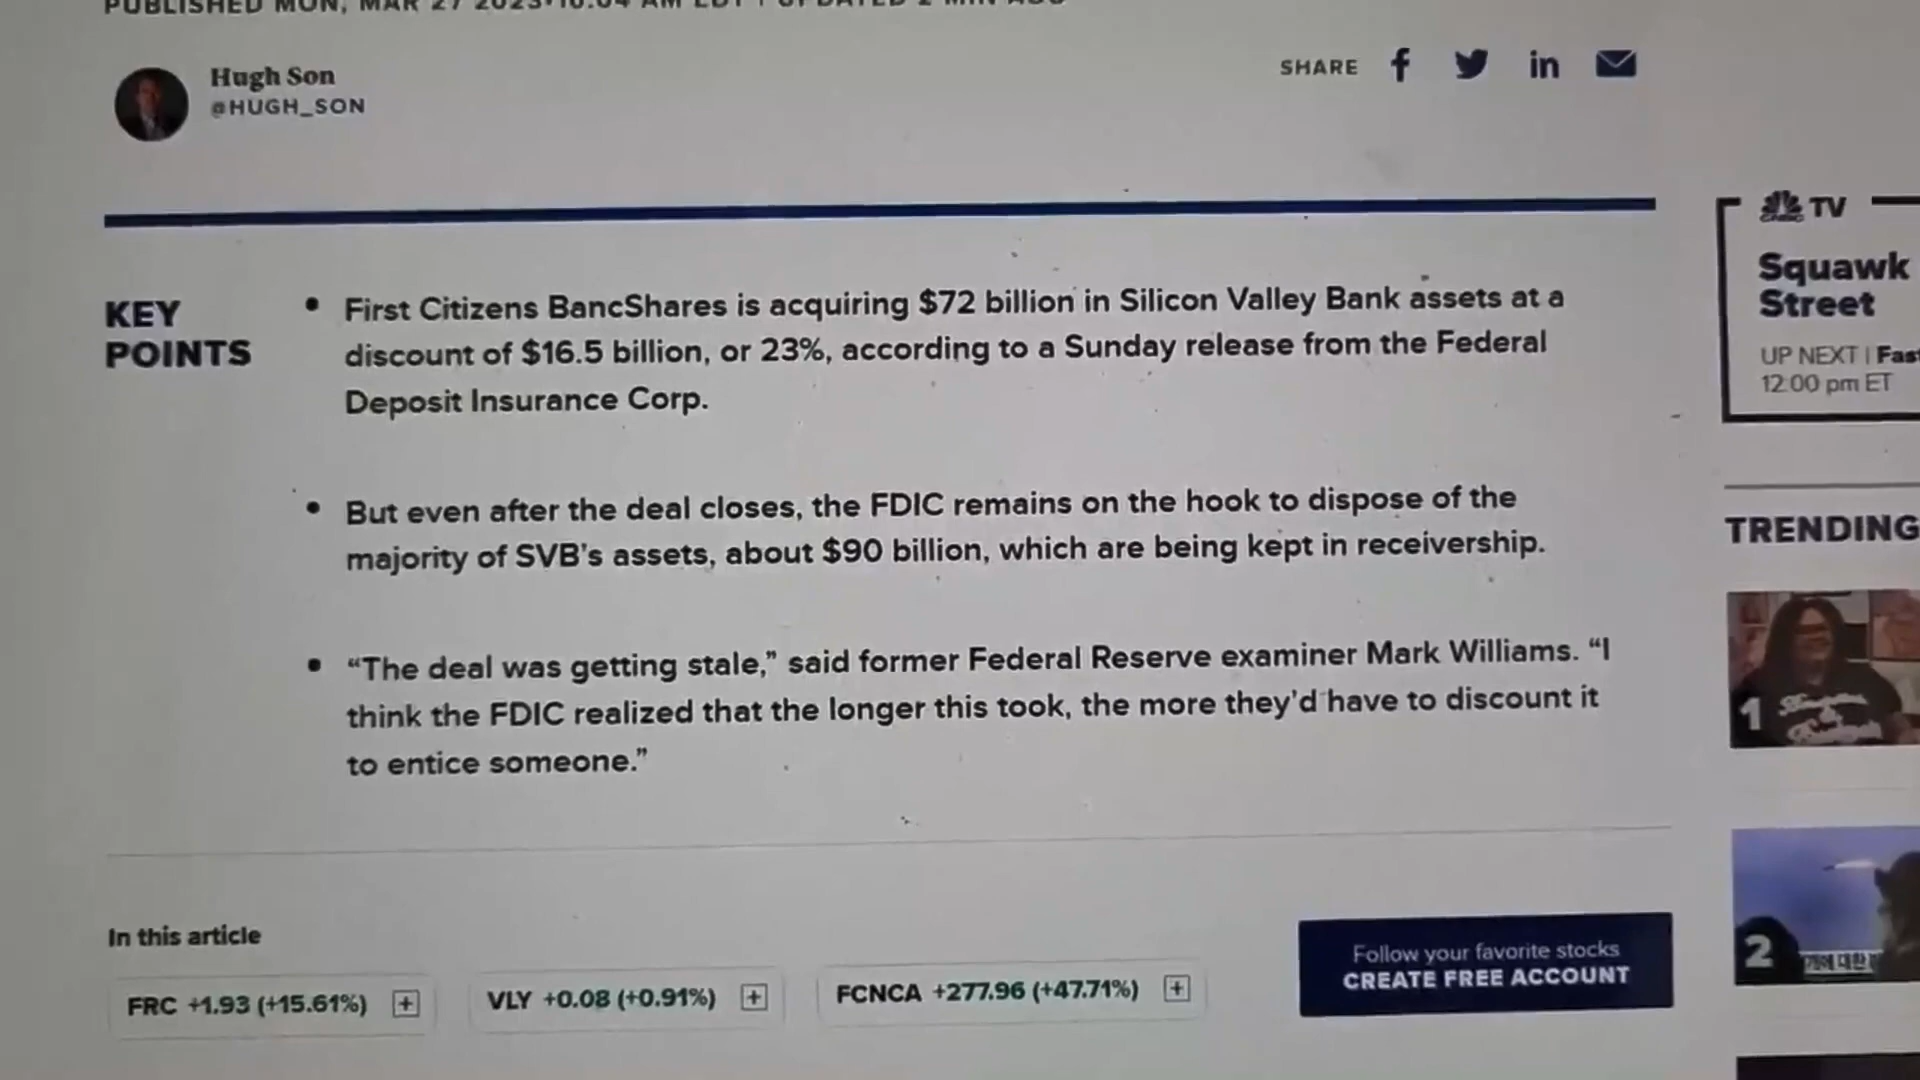 PUBLISHED MON, MAR 27 2023
Hugh Son
@HUGH_SON
SHARE
KEY
POINTS
• First Citizens BancShares is acquiring $72 billion in Silicon Valley Bank assets at a
discount of $16.5 billion, or 23%, according to a Sunday release from the Federal
Deposit Insurance Corp.
• But even after the deal closes, the FDIC remains on the hook to dispose of the
majority of SVB's assets, about $90 billion, which are being kept in receivership.
• “The deal was getting stale,” said former Federal Reserve examiner Mark Williams. “I
think the FDIC realized that the longer this took, the more they'd have to discount it
to entice someone.”
In this article
FRC +1.93 (+15.61%)
VLY +0.08 (+0.91%)
FCNCA +277.96 (+47.71%)
Follow your favorite stocks
CREATE FREE ACCOUNT
CNBC TV
Squawk
Street
UP NEXT |
12:00 pm ET
TRENDING
1
2